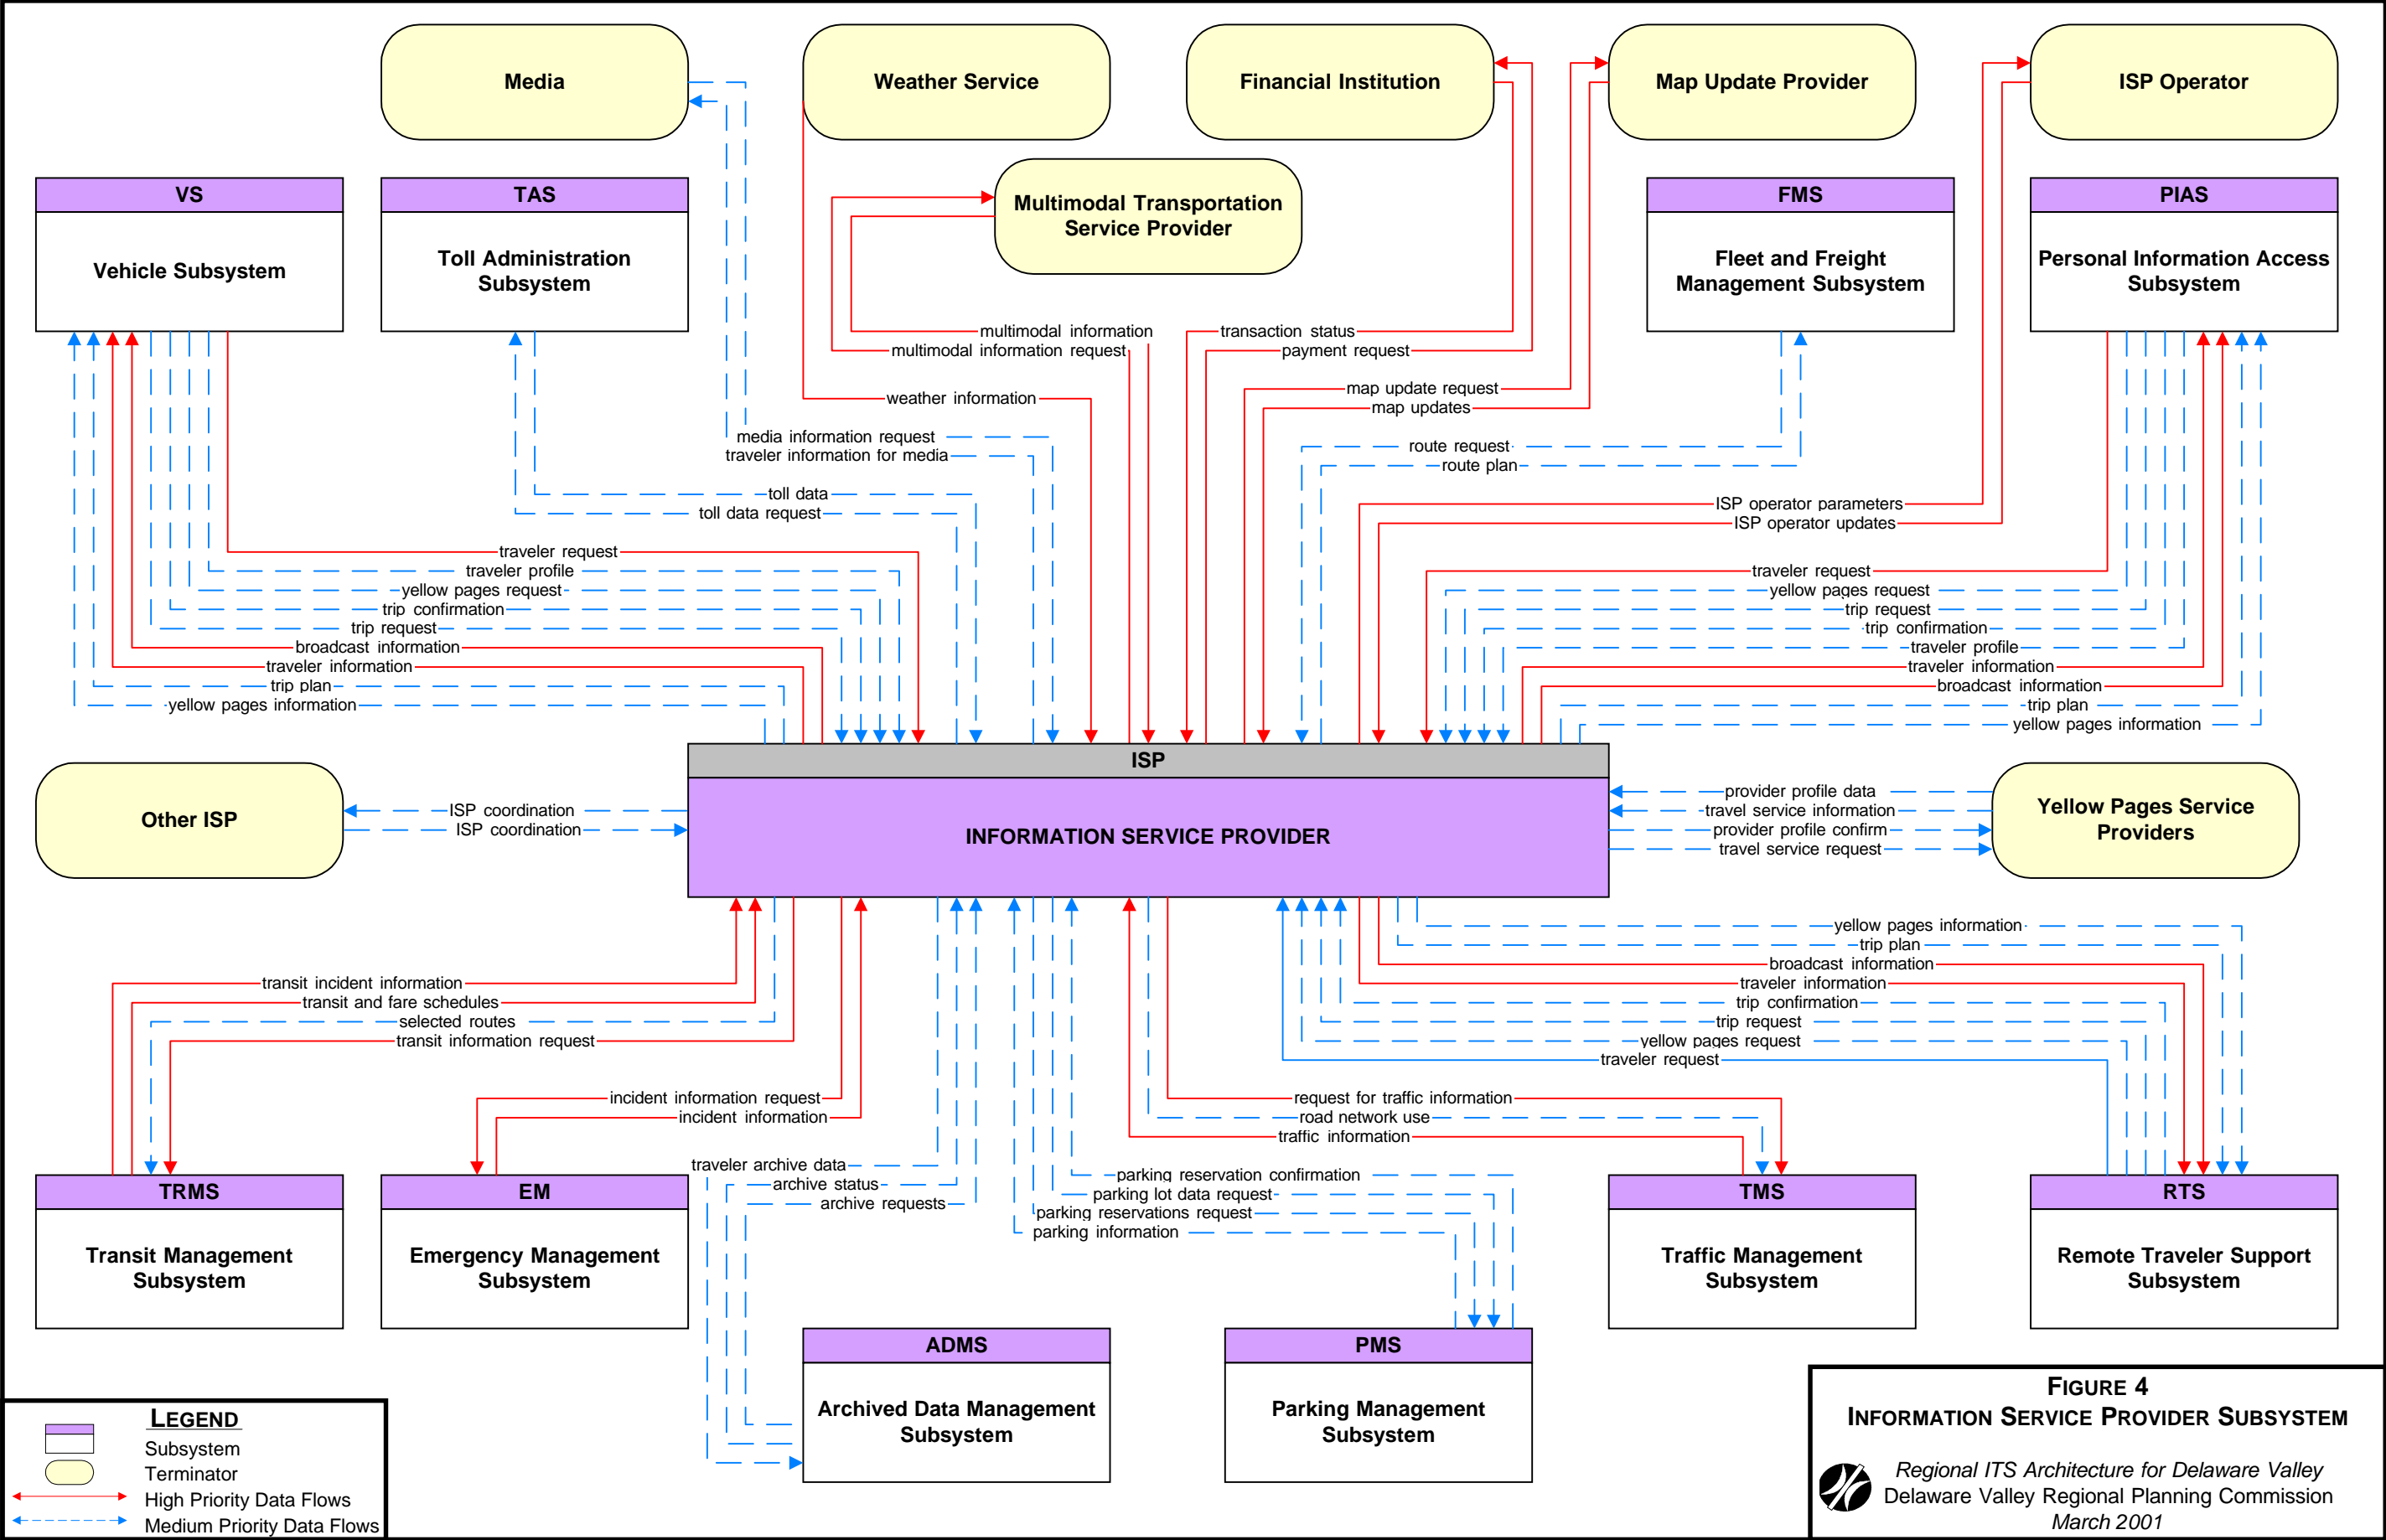 Media
Weather Service
Financial Institution
Map Update Provider
ISP Operator
Multimodal Transportation
Service Provider
VS
Vehicle Subsystem
TAS
Toll Administration
Subsystem
FMS
Fleet and Freight
Management Subsystem
PIAS
Personal Information Access
Subsystem
multimodal information
multimodal information request
transaction status
payment request
map update request
map updates
weather information
media information request
traveler information for media
route request
route plan
toll data
toll data request
ISP operator parameters
ISP operator updates
traveler request
traveler profile
yellow pages request
trip confirmation
trip request
broadcast information
traveler information
trip plan
yellow pages information
traveler request
yellow pages request
trip request
trip confirmation
traveler profile
traveler information
broadcast information
trip plan
yellow pages information
ISP
INFORMATION SERVICE PROVIDER
Other ISP
ISP coordination
ISP coordination
provider profile data
travel service information
provider profile confirm
travel service request
Yellow Pages Service
Providers
transit incident information
transit and fare schedules
selected routes
transit information request
incident information request
incident information
yellow pages information
trip plan
broadcast information
traveler information
trip confirmation
trip request
yellow pages request
traveler request
request for traffic information
road network use
traffic information
traveler archive data
archive status
archive requests
parking reservation confirmation
parking lot data request
parking reservations request
parking information
TRMS
Transit Management
Subsystem
EM
Emergency Management
Subsystem
TMS
Traffic Management
Subsystem
RTS
Remote Traveler Support
Subsystem
ADMS
Archived Data Management
Subsystem
PMS
Parking Management
Subsystem
LEGEND
Subsystem
Terminator
High Priority Data Flows
Medium Priority Data Flows
FIGURE 4
INFORMATION SERVICE PROVIDER SUBSYSTEM
Regional ITS Architecture for Delaware Valley
Delaware Valley Regional Planning Commission
March 2001